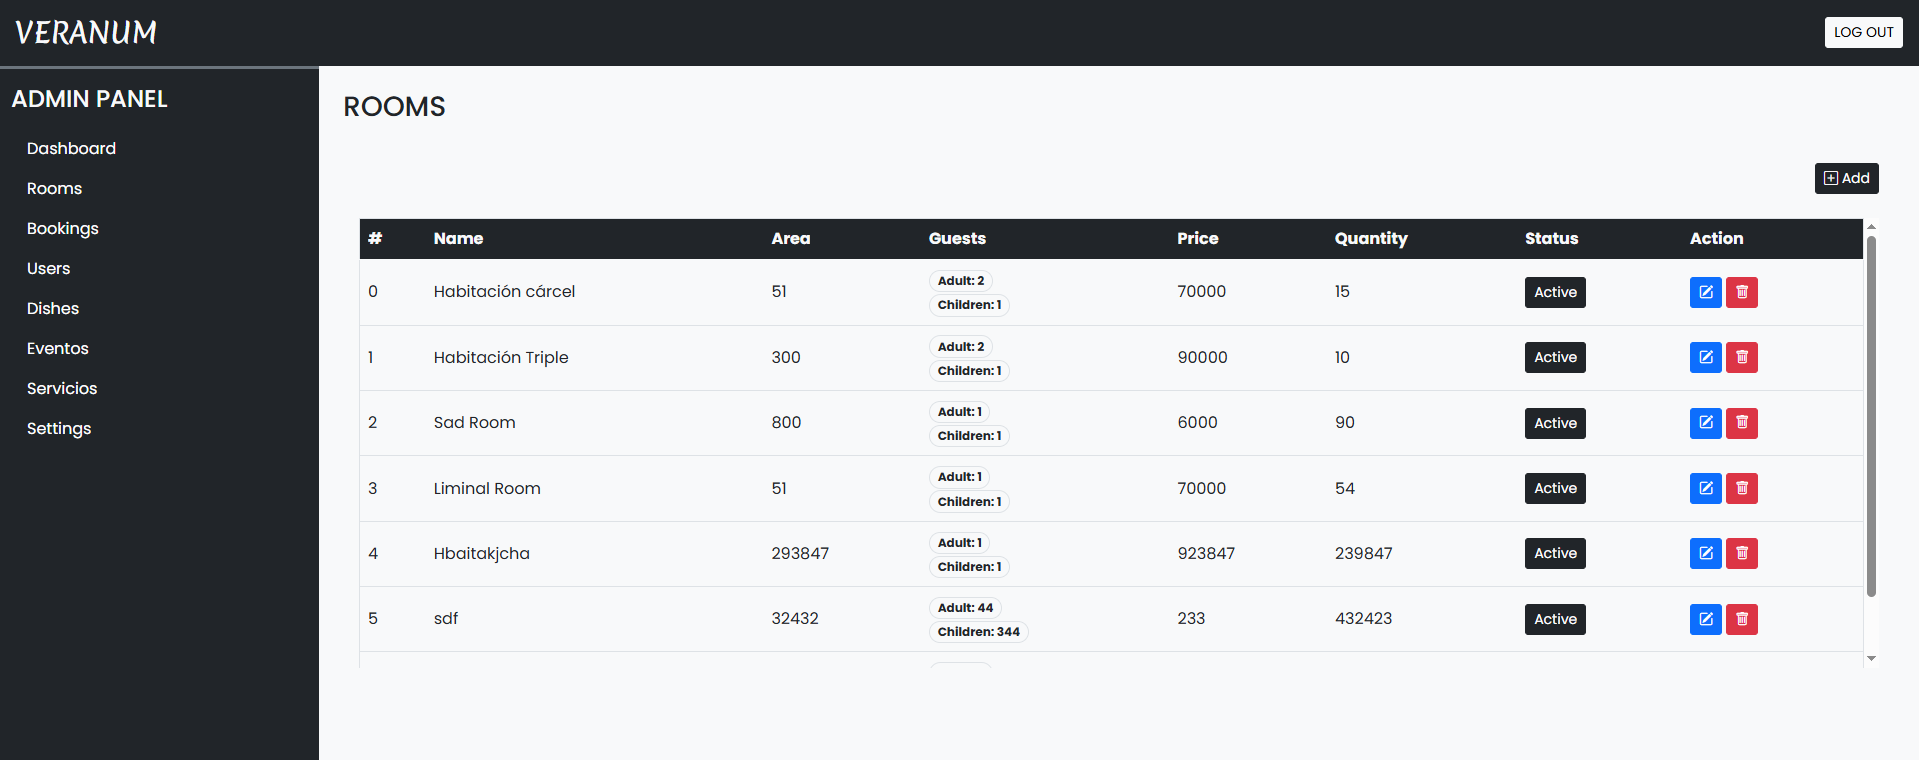 VERANUM
LOG OUT
ADMIN PANEL
Dashboard
Rooms
Bookings
Users
Dishes
Eventos
Servicios
Settings
ROOMS
Add
# Name Area Guests Price Quantity Status Action
0 Habitación cárcel 51 Adult: 2 70000 15 Active
Children: 1
1 Habitación Triple 300 Adult: 2 90000 10 Active
Children: 1
2 Sad Room 800 Adult: 1 6000 90 Active
Children: 1
3 Liminal Room 51 Adult: 1 70000 54 Active
Children: 1
4 Hbaitakjcha 293847 Adult: 1 923847 239847 Active
Children: 1
5 sdf 32432 Adult: 44 233 432423 Active
Children: 344